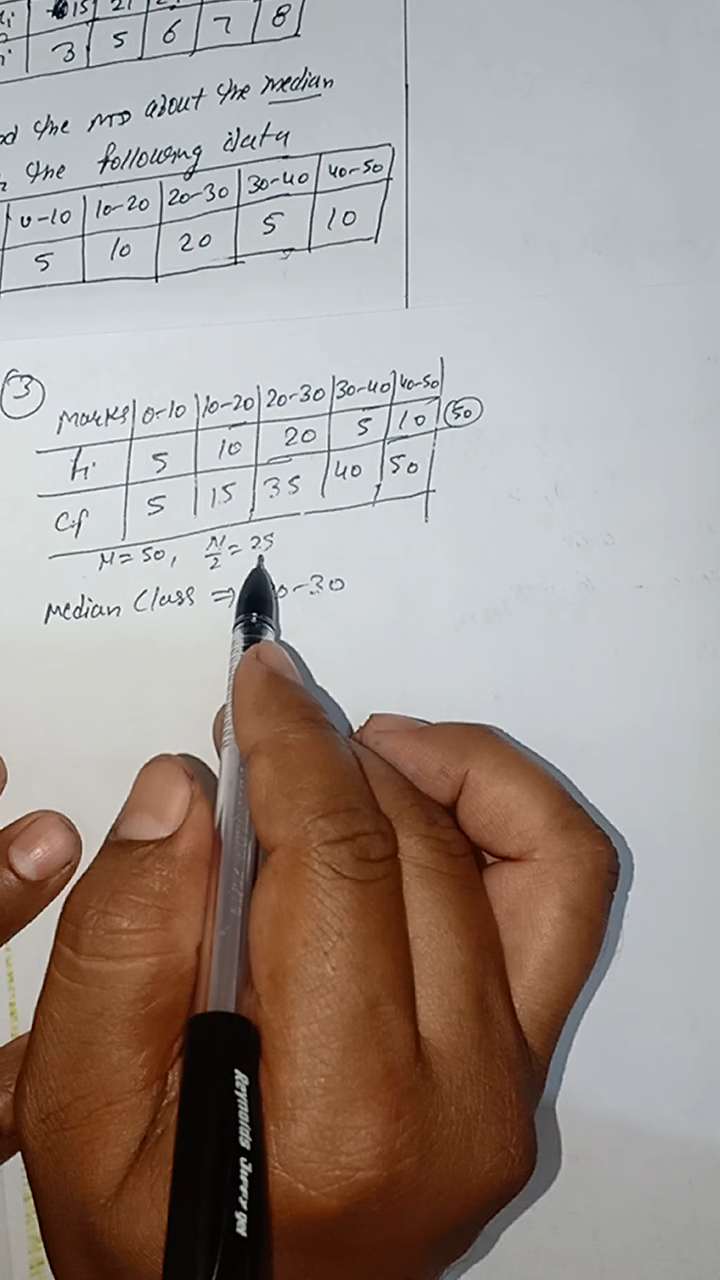 15 21
3 5 6 7 8
the MD about the median
the following data
0-10 10-20 20-30 30-40 40-50
5 10 20 5 10
3
Marks 0-10 10-20 20-30 30-40 40-50
fi 5 10 20 5 10 50
Cf 5 15 35 40 50
N = 50, N/2 = 25
Median Class ⇒ 0-30
Reynolds